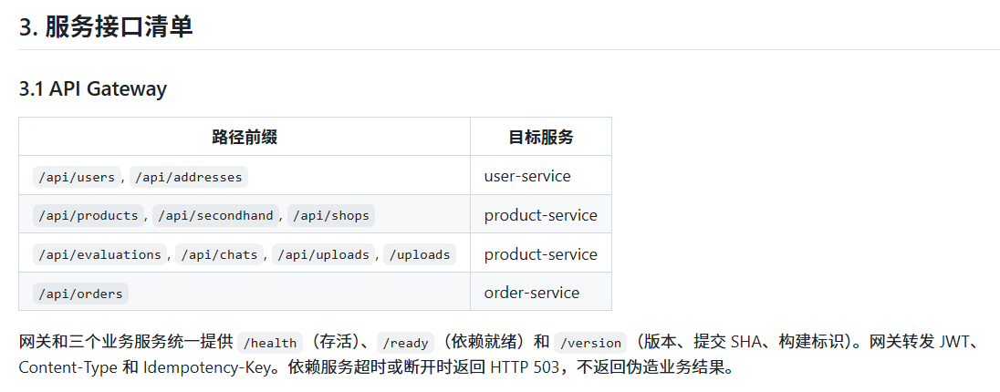 3. 服务接口清单
3.1 API Gateway
路径前缀 目标服务
/api/users, /api/addresses user-service
/api/products, /api/secondhand, /api/shops product-service
/api/evaluations, /api/chats, /api/uploads, /uploads product-service
/api/orders order-service
网关和三个业务服务统一提供 /health（存活）、/ready（依赖就绪）和 /version（版本、提交 SHA、构建标识）。网关转发 JWT、
Content-Type 和 Idempotency-Key。依赖服务超时或断开时返回 HTTP 503，不返回伪造业务结果。